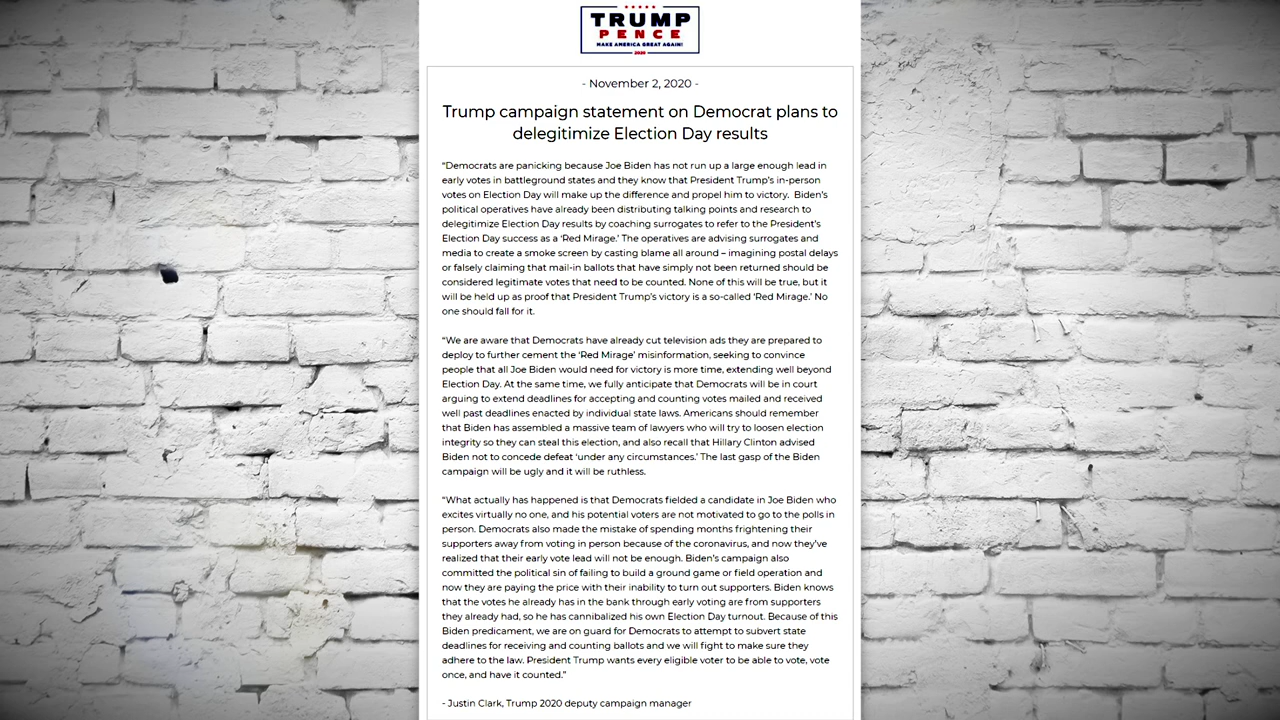 TRUMP
PENCE
MAKE AMERICA GREAT AGAIN!
2020
- November 2, 2020 -
Trump campaign statement on Democrat plans to
delegitimize Election Day results
“Democrats are panicking because Joe Biden has not run up a large enough lead in
early votes in battleground states and they know that President Trump’s in-person
votes on Election Day will make up the difference and propel him to victory.  Biden’s
political operatives have already been distributing talking points and research to
delegitimize Election Day results by coaching surrogates to refer to the President’s
Election Day success as a ‘Red Mirage.’ The operatives are advising surrogates and
media to create a smoke screen by casting blame all around – imagining postal delays
or falsely claiming that mail-in ballots that have simply not been returned should be
considered legitimate votes that need to be counted. None of this will be true, but it
will be held up as proof that President Trump’s victory is a so-called ‘Red Mirage.’ No
one should fall for it.
“We are aware that Democrats have already cut television ads they are prepared to
deploy to further cement the ‘Red Mirage’ misinformation, seeking to convince
people that all Joe Biden would need for victory is more time, extending well beyond
Election Day. At the same time, we fully anticipate that Democrats will be in court
arguing to extend deadlines for accepting and counting votes mailed and received
well past deadlines enacted by individual state laws. Americans should remember
that Biden has assembled a massive team of lawyers who will try to loosen election
integrity so they can steal this election, and also recall that Hillary Clinton advised
Biden not to concede defeat ‘under any circumstances.’ The last gasp of the Biden
campaign will be ugly and it will be ruthless.
“What actually has happened is that Democrats fielded a candidate in Joe Biden who
excites virtually no one, and his potential voters are not motivated to go to the polls in
person. Democrats also made the mistake of spending months frightening their
supporters away from voting in person because of the coronavirus, and now they’ve
realized that their early vote lead will not be enough. Biden’s campaign also
committed the political sin of failing to build a ground game or field operation and
now they are paying the price with their inability to turn out supporters. Biden knows
that the votes he already has in the bank through early voting are from supporters
they already had, so he has cannibalized his own Election Day turnout. Because of this
Biden predicament, we are on guard for Democrats to attempt to subvert state
deadlines for receiving and counting ballots and we will fight to make sure they
adhere to the law. President Trump wants every eligible voter to be able to vote, vote
once, and have it counted.”
- Justin Clark, Trump 2020 deputy campaign manager